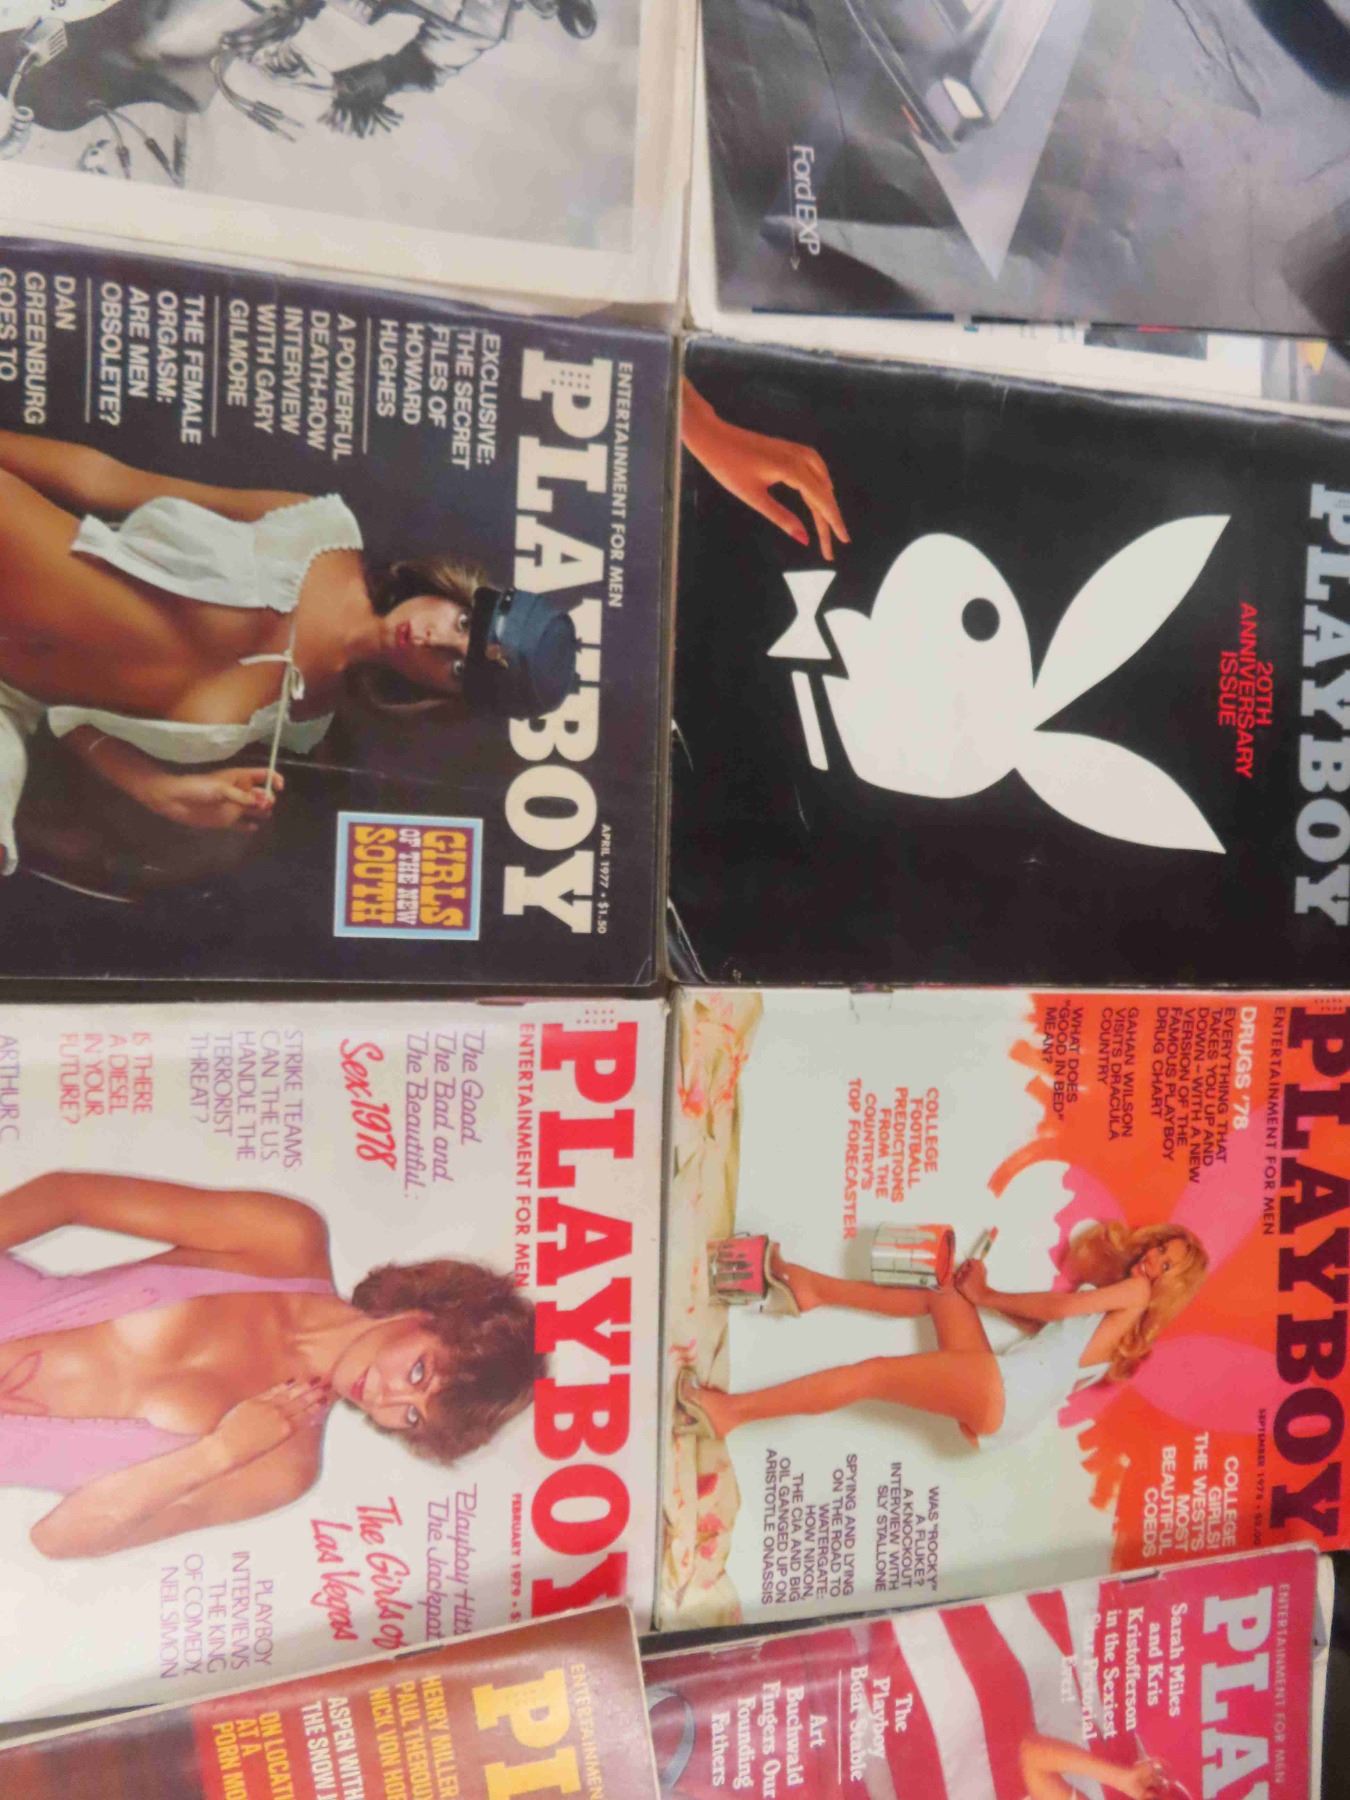 Ford EXP
ENTERTAINMENT FOR MEN
PLAYBOY
APRIL 1977 • $1.50
EXCLUSIVE:
THE SECRET
FILES OF
HOWARD
HUGHES
A POWERFUL
DEATH-ROW
INTERVIEW
WITH GARY
GILMORE
THE FEMALE
ORGASM:
ARE MEN
OBSOLETE?
DAN
GREENBURG
GOES TO
GIRLS
OF THE NEW
SOUTH
PLAYBOY
20TH
ANNIVERSARY
ISSUE
PLAYBOY
ENTERTAINMENT FOR MEN
FEBRUARY 1979 • $
The Good
The Bad and
The Beautiful:
Sex 1978
STRIKE TEAMS
CAN THE U.S.
HANDLE THE
TERRORIST
THREAT?
IS THERE
A DIESEL
IN YOUR
FUTURE?
ARTHUR C
Playboy Hits
The Jackpot
The Girls of
Las Vegas
PLAYBOY
INTERVIEWS
THE KING
OF COMEDY,
NEIL SIMON
PLAYBOY
ENTERTAINMENT FOR MEN
DRUGS '78
EVERYTHING THAT
TAKES YOU UP AND
DOWN–WITH A NEW
VERSION OF THE
FAMOUS PLAYBOY
DRUG CHART
GAHAN WILSON
VISITS DRACULA
COUNTRY
WHAT DOES
"GOOD IN BED"
MEAN?
COLLEGE
FOOTBALL
PREDICTIONS
FROM THE
COUNTRY'S
TOP FORECASTER
COLLEGE
GIRLS!
THE WEST'S
MOST
BEAUTIFUL
COEDS
WAS "ROCKY"
A FLUKE?
A KNOCKOUT
INTERVIEW WITH
SLY STALLONE
SPYING AND LYING
ON THE ROAD TO
WATERGATE:
HOW NIXON,
THE CIA AND BIG
OIL GANGED UP ON
ARISTOTLE ONASSIS
ENTERTAINMEN
PL
HENRY MILLER
PAUL THEROU
NICK VON HOF
ASPEN WITH
THE SNOW J
ON LOCATI
AT A
PORN MO
ENTERTAINMENT FOR MEN
PLA
Sarah Miles
and Kris
Kristofferson
in the Sexiest
Star Pictorial
Ever!
The
Playboy
Boat Stable
Art
Buchwald
Fingers Our
Founding
Fathers